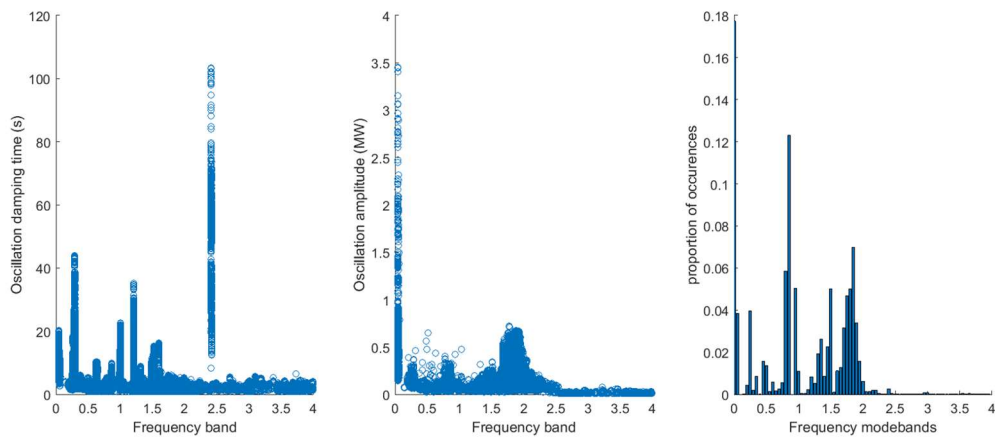 120
100
80
60
40
20
0
0 0.5 1 1.5 2 2.5 3 3.5 4
Frequency band
Oscillation damping time (s)
4
3.5
3
2.5
2
1.5
1
0.5
0
0 0.5 1 1.5 2 2.5 3 3.5 4
Frequency band
Oscillation amplitude (MW)
0.18
0.16
0.14
0.12
0.1
0.08
0.06
0.04
0.02
0
0 0.5 1 1.5 2 2.5 3 3.5 4
Frequency modebands
proportion of occurences